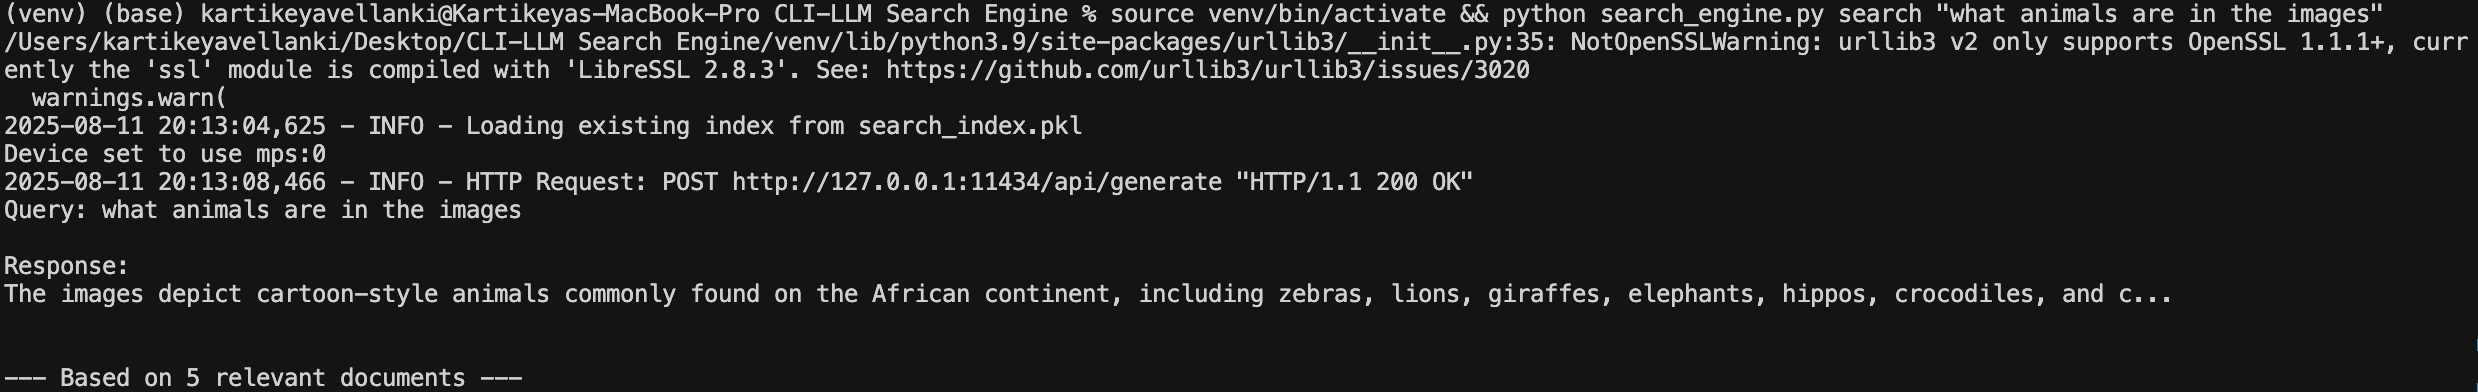 (venv) (base) kartikeyavellanki@Kartikeyas-MacBook-Pro CLI-LLM Search Engine % source venv/bin/activate && python search_engine.py search "what animals are in the images"
/Users/kartikeyavellanki/Desktop/CLI-LLM Search Engine/venv/lib/python3.9/site-packages/urllib3/__init__.py:35: NotOpenSSLWarning: urllib3 v2 only supports OpenSSL 1.1.1+, curr
ently the 'ssl' module is compiled with 'LibreSSL 2.8.3'. See: https://github.com/urllib3/urllib3/issues/3020
  warnings.warn(
2025-08-11 20:13:04,625 - INFO - Loading existing index from search_index.pkl
Device set to use mps:0
2025-08-11 20:13:08,466 - INFO - HTTP Request: POST http://127.0.0.1:11434/api/generate "HTTP/1.1 200 OK"
Query: what animals are in the images
Response:
The images depict cartoon-style animals commonly found on the African continent, including zebras, lions, giraffes, elephants, hippos, crocodiles, and c...
--- Based on 5 relevant documents ---